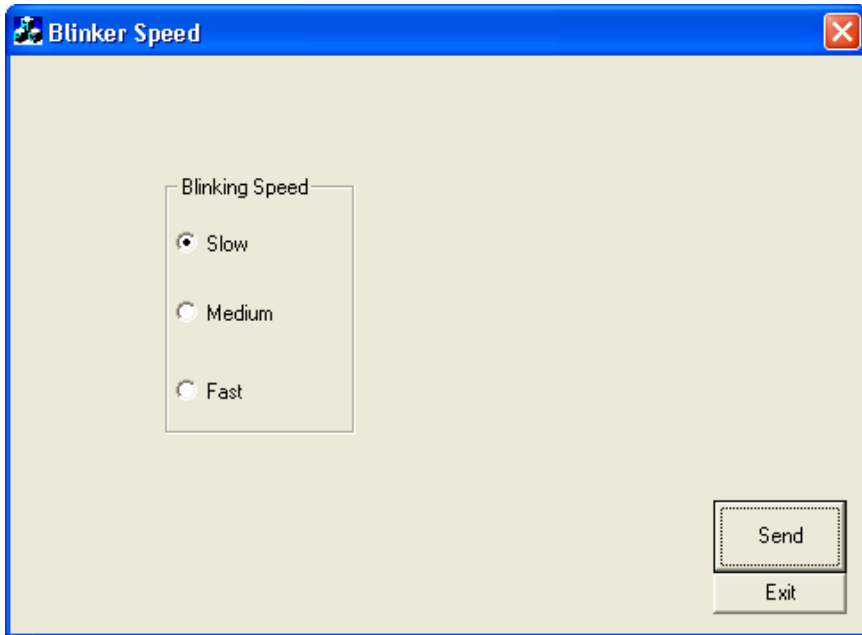 Blinker Speed
Blinking Speed
Slow
Medium
Fast
Send
Exit